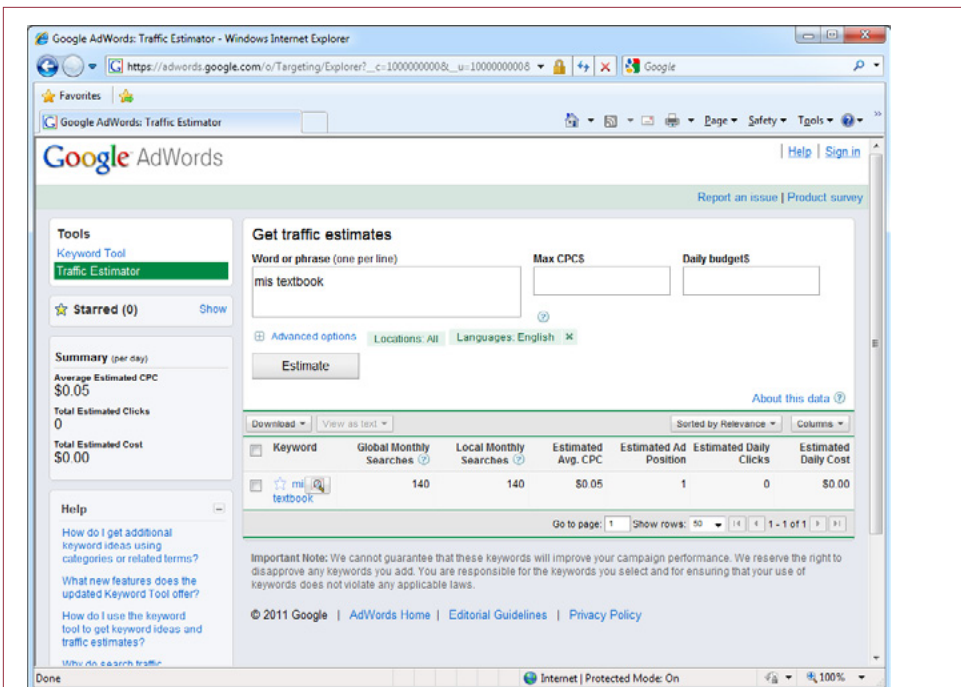 Google AdWords: Traffic Estimator - Windows Internet Explorer
https://adwords.google.com/o/Targeting/Explorer?__c=1000000000&__u=1000000000&
Google
Favorites
Google AdWords: Traffic Estimator
Page Safety Tools
Google AdWords
Help | Sign in
Report an issue | Product survey
Tools
Keyword Tool
Traffic Estimator
Starred (0) Show
Summary (per day)
Average Estimated CPC
$0.05
Total Estimated Clicks
0
Total Estimated Cost
$0.00
Help
How do I get additional
keyword ideas using
categories or related terms?
What new features does the
updated Keyword Tool offer?
How do I use the keyword
tool to get keyword ideas and
traffic estimates?
Why do search traffic
Get traffic estimates
Word or phrase (one per line) Max CPC$ Daily budget$
mis textbook
Advanced options Locations: All Languages: English
Estimate
About this data
Download View as text Sorted by Relevance Columns
Keyword Global Monthly Local Monthly Estimated Estimated Ad Estimated Daily Estimated
Searches Searches Avg. CPC Position Clicks Daily Cost
mi 140 140 $0.05 1 0 $0.00
textbook
Go to page: 1 Show rows: 50 1 - 1 of 1
Important Note: We cannot guarantee that these keywords will improve your campaign performance. We reserve the right to
disapprove any keywords you add. You are responsible for the keywords you select and for ensuring that your use of
keywords does not violate any applicable laws.
© 2011 Google | AdWords Home | Editorial Guidelines | Privacy Policy
Done Internet | Protected Mode: On 100%